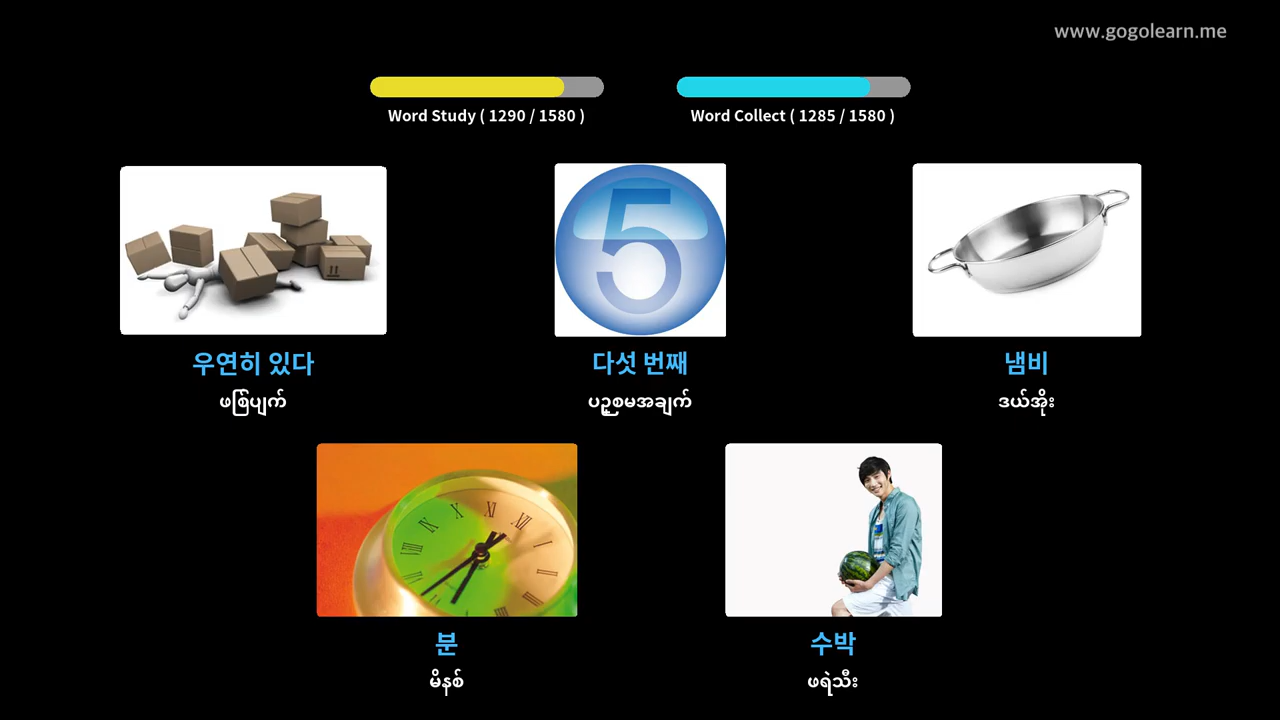 www.gogolearn.me
Word Study ( 1290 / 1580 )
Word Collect ( 1285 / 1580 )
우연히 있다
ဖစ်ြပျက်
다섯 번째
ပဉ္စမအချက်
냄비
ဒယ်အိုး
분
မိနစ်
수박
ဖရဲသီး